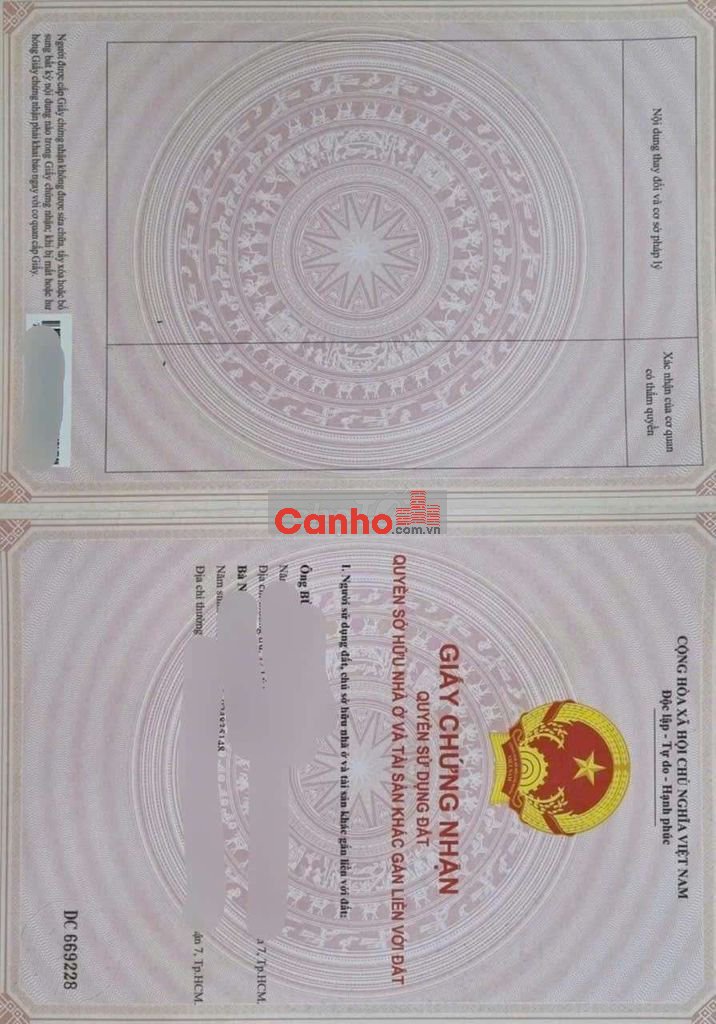 Nội dung thay đổi và cơ sở pháp lý
Xác nhận của cơ quan
có thẩm quyền
Người được cấp Giấy chứng nhận không được sửa chữa, tẩy xóa hoặc bổ
sung bất kỳ nội dung nào trong Giấy chứng nhận; khi bị mất hoặc hư
hỏng Giấy chứng nhận phải khai báo ngay với cơ quan cấp Giấy.
Canho.com.vn
CỘNG HÒA XÃ HỘI CHỦ NGHĨA VIỆT NAM
Độc lập - Tự do - Hạnh phúc
GIẤY CHỨNG NHẬN
QUYỀN SỬ DỤNG ĐẤT
QUYỀN SỞ HỮU NHÀ Ở VÀ TÀI SẢN KHÁC GẮN LIỀN VỚI ĐẤT
I. Người sử dụng đất, chủ sở hữu nhà ở và tài sản khác gắn liền với đất:
Ông
Địa 7, Tp.HCM.
Bà N
Năm
Địa chỉ thường 7, Tp.HCM.
DC 669228